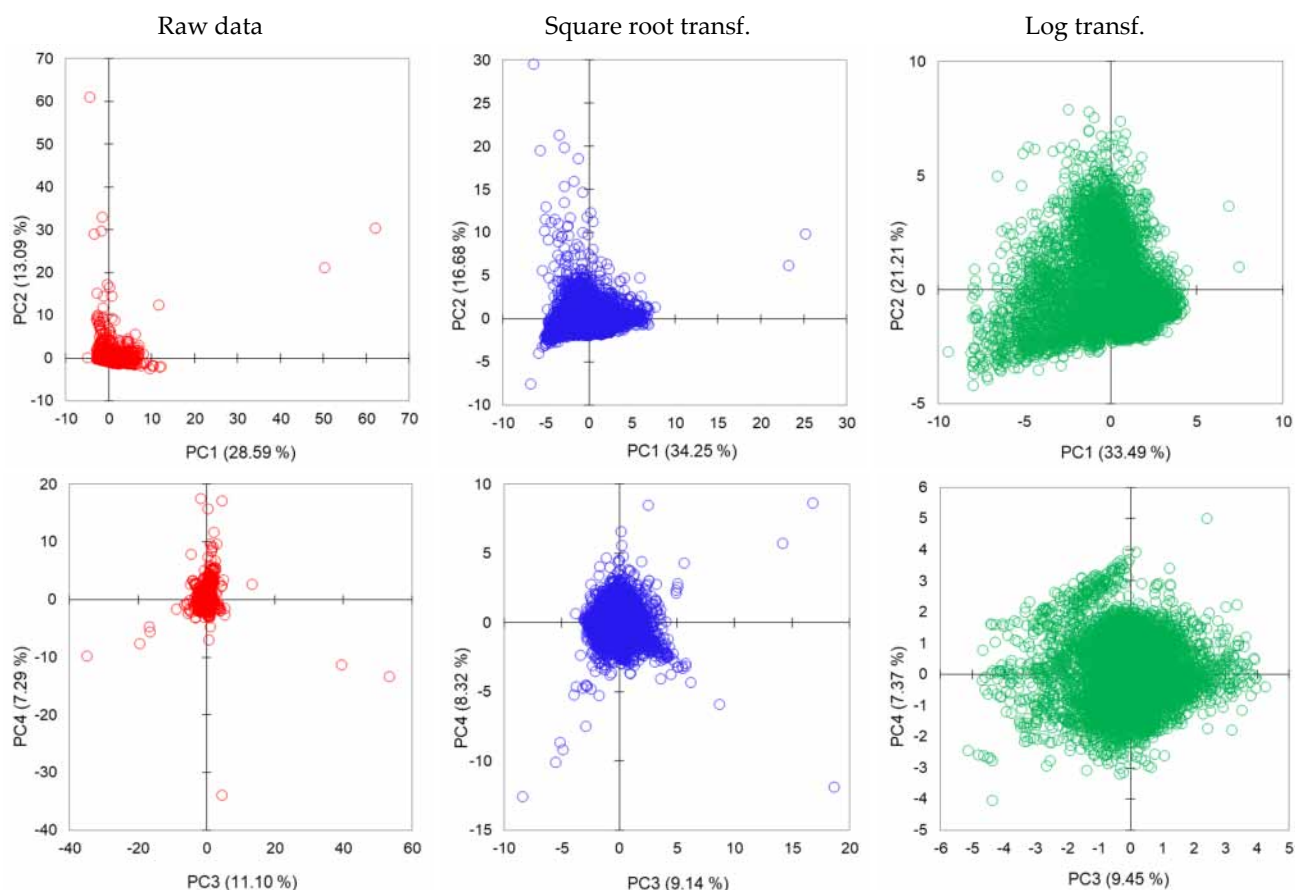 Raw data
Square root transf.
Log transf.
70
60
50
40
30
20
10
0
-10
PC2 (13.09 %)
-10 0 10 20 30 40 50 60 70
PC1 (28.59 %)
30
25
20
15
10
5
0
-5
-10
PC2 (16.68 %)
-10 -5 0 5 10 15 20 25 30
PC1 (34.25 %)
10
5
0
-5
PC2 (21.21 %)
-10 -5 0 5 10
PC1 (33.49 %)
20
10
0
-10
-20
-30
-40
PC4 (7.29 %)
-40 -20 0 20 40 60
PC3 (11.10 %)
10
5
0
-5
-10
-15
PC4 (8.32 %)
-10 -5 0 5 10 15 20
PC3 (9.14 %)
6
5
4
3
2
1
0
-1
-2
-3
-4
-5
PC4 (7.37 %)
-6 -5 -4 -3 -2 -1 0 1 2 3 4 5
PC3 (9.45 %)